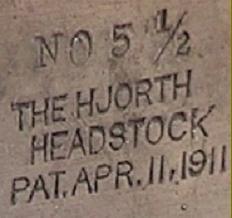 NO 5 1/2
THE HJORTH
HEADSTOCK
PAT. APR. 11, 1911